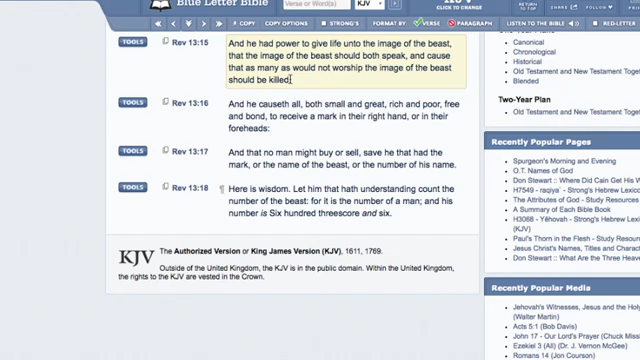 Blue Letter Bible
Verse or Word(s)
KJV
CLICK TO CHANGE
RETURN
TO TOP
COPY
COPY OPTIONS
STRONG'S
FORMAT BY
VERSE
PARAGRAPH
LISTEN TO THE BIBLE
RED-LETTER
TOOLS
Rev 13:15
And he had power to give life unto the image of the beast,
that the image of the beast should both speak, and cause
that as many as would not worship the image of the beast
should be killed.
TOOLS
Rev 13:16
And he causeth all, both small and great, rich and poor, free
and bond, to receive a mark in their right hand, or in their
foreheads:
TOOLS
Rev 13:17
And that no man might buy or sell, save he that had the
mark, or the name of the beast, or the number of his name.
TOOLS
Rev 13:18
¶ Here is wisdom. Let him that hath understanding count the
number of the beast: for it is the number of a man; and his
number is Six hundred threescore and six.
KJV
The Authorized Version or King James Version (KJV), 1611, 1769.
Outside of the United Kingdom, the KJV is in the public domain. Within the United Kingdom,
the rights to the KJV are vested in the Crown.
Canonical
Chronological
Historical
Old Testament and New Testament Toge
Blended
Two-Year Plan
Old Testament and New Testament Toge
Recently Popular Pages
Spurgeon's Morning and Evening
O.T. Names of God
Don Stewart :: Where Did Cain Get His W
H7549 - raqiya` - Strong's Hebrew Lexico
The Attributes of God - Study Resources
A Summary of Each Bible Book
H3068 - Yĕhovah - Strong's Hebrew Lexic
(KJV)
Paul's Thorn in the Flesh - Study Resour
Jesus Christ's Names, Titles and Charact
Don Stewart :: What Are the Three Heave
Recently Popular Media
Jehovah's Witnesses, Jesus and the Holy
(Walter Martin)
Acts 5:1 (Bob Davis)
John 17 - Our Lord's Prayer (Chuck Miss
Ezekiel 3 (All) (Dr. J. Vernon McGee)
Romans 14 (Jon Courson)